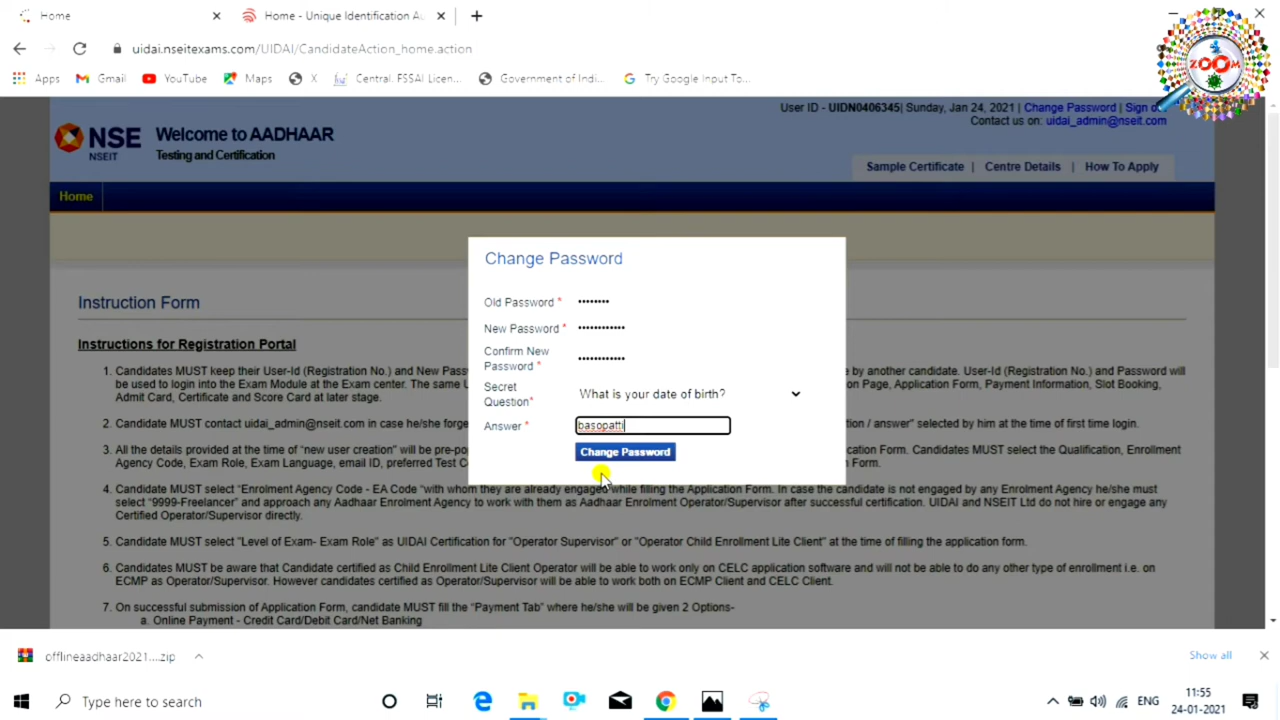 Home
Home - Unique Identification Au
uidai.nseitexams.com/UIDAI/CandidateAction_home.action
Apps Gmail YouTube Maps X Central. FSSAI Licen... Government of Indi... Try Google Input To...
ZOOM
User ID - UIDN0406345| Sunday, Jan 24, 2021 | Change Password | Sign o
Contact us on: uidai_admin@nseit.com
NSE
NSEIT
Welcome to AADHAAR
Testing and Certification
Sample Certificate | Centre Details | How To Apply
Home
Change Password
Old Password * ••••••••
New Password * ••••••••••••
Confirm New
Password * ••••••••••••
Secret
Question* What is your date of birth?
Answer * basopatti
Change Password
Instruction Form
Instructions for Registration Portal
1. Candidates MUST keep their User-Id (Registration No.) and New Pass by another candidate. User-Id (Registration No.) and Password will
be used to login into the Exam Module at the Exam center. The same U on Page, Application Form, Payment Information, Slot Booking,
Admit Card, Certificate and Score Card at later stage.
2. Candidate MUST contact uidai_admin@nseit.com in case he/she forge / answer" selected by him at the time of first time login.
3. All the details provided at the time of "new user creation" will be pre-po Form. Candidates MUST select the Qualification, Enrolment
Agency Code, Exam Role, Exam Language, email ID, preferred Test C Form.
4. Candidate MUST select "Enrolment Agency Code - EA Code "with whom they are already engaged while filling the Application Form. In case the candidate is not engaged by any Enrolment Agency he/she must
select "9999-Freelancer" and approach any Aadhaar Enrolment Agency to work with them as Aadhaar Enrolment Operator/Supervisor after successful certification. UIDAI and NSEIT Ltd do not hire or engage any
Certified Operator/Supervisor directly.
5. Candidate MUST select "Level of Exam- Exam Role" as UIDAI Certification for "Operator Supervisor" or "Operator Child Enrollment Lite Client" at the time of filling the application form.
6. Candidates MUST be aware that Candidate certified as Child Enrollment Lite Client Operator will be able to work only on CELC application software and will not be able to do any other type of enrollment i.e. on
ECMP as Operator/Supervisor. However candidates certified as Operator/Supervisor will be able to work both on ECMP Client and CELC Client.
7. On successful submission of Application Form, candidate MUST fill the "Payment Tab" where he/she will be given 2 Options-
a. Online Payment - Credit Card/Debit Card/Net Banking
offlineaadhaar2021....zip
Show all
Type here to search
ENG
11:55
24-01-2021